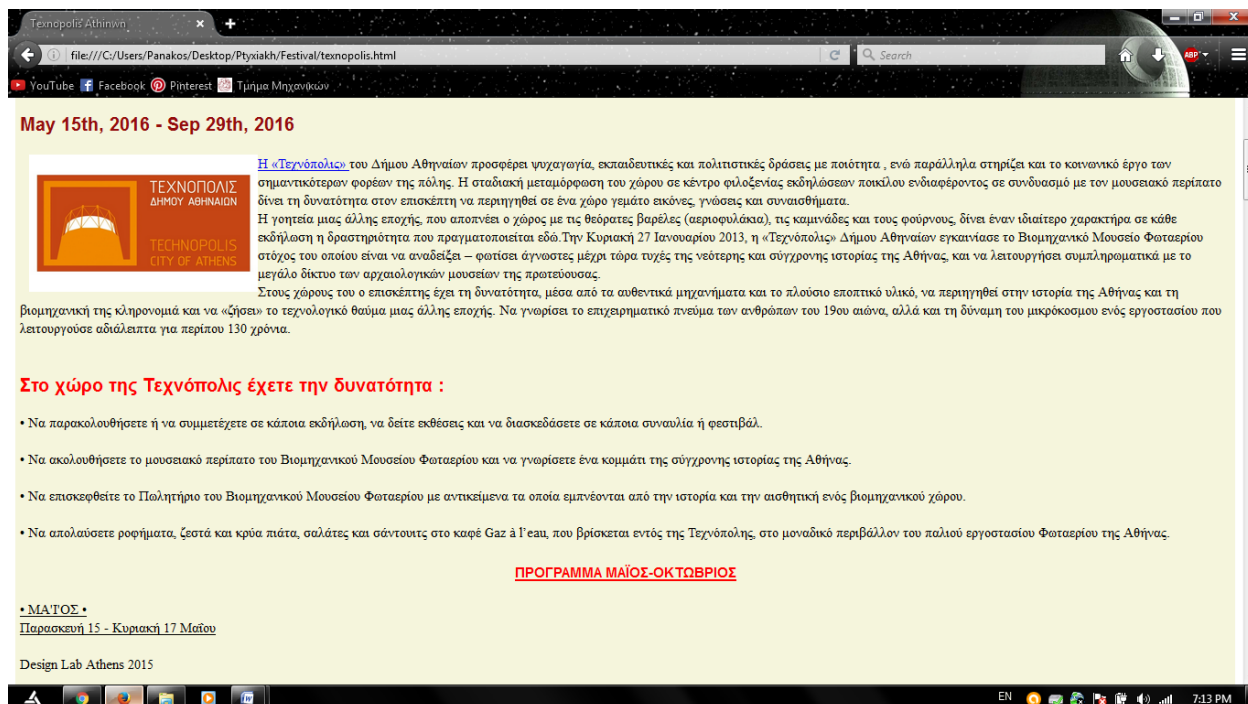 Texnopolis Athinwn
file:///C:/Users/Panakos/Desktop/Ptyxiakh/Festival/texnopolis.html
Search
ABP
YouTube Facebook Pinterest Τμήμα Μηχανικών
May 15th, 2016 - Sep 29th, 2016
ΤΕΧΝΟΠΟΛΙΣ
ΔΗΜΟΥ ΑΘΗΝΑΙΩΝ
TECHNOPOLIS
CITY OF ATHENS
Η «Τεχνόπολις» του Δήμου Αθηναίων προσφέρει ψυχαγωγία, εκπαιδευτικές και πολιτιστικές δράσεις με ποιότητα , ενώ παράλληλα στηρίζει και το κοινωνικό έργο των
σημαντικότερων φορέων της πόλης. Η σταδιακή μεταμόρφωση του χώρου σε κέντρο φιλοξενίας εκδηλώσεων ποικίλου ενδιαφέροντος σε συνδυασμό με τον μουσειακό περίπατο
δίνει τη δυνατότητα στον επισκέπτη να περιηγηθεί σε ένα χώρο γεμάτο εικόνες, γνώσεις και συναισθήματα.
Η γοητεία μιας άλλης εποχής, που αποπνέει ο χώρος με τις θεόρατες βαρέλες (αεριοφυλάκια), τις καμινάδες και τους φούρνους, δίνει έναν ιδιαίτερο χαρακτήρα σε κάθε
εκδήλωση η δραστηριότητα που πραγματοποιείται εδώ.Την Κυριακή 27 Ιανουαρίου 2013, η «Τεχνόπολις» Δήμου Αθηναίων εγκαινίασε το Βιομηχανικό Μουσείο Φωταερίου
στόχος του οποίου είναι να αναδείξει – φωτίσει άγνωστες μέχρι τώρα τυχές της νεότερης και σύγχρονης ιστορίας της Αθήνας, και να λειτουργήσει συμπληρωματικά με το
μεγάλο δίκτυο των αρχαιολογικών μουσείων της πρωτεύουσας.
Στους χώρους του ο επισκέπτης έχει τη δυνατότητα, μέσα από τα αυθεντικά μηχανήματα και το πλούσιο εποπτικό υλικό, να περιηγηθεί στην ιστορία της Αθήνας και τη
βιομηχανική της κληρονομιά και να «ζήσει» το τεχνολογικό θαύμα μιας άλλης εποχής. Να γνωρίσει το επιχειρηματικό πνεύμα των ανθρώπων του 19ου αιώνα, αλλά και τη δύναμη του μικρόκοσμου ενός εργοστασίου που
λειτουργούσε αδιάλειπτα για περίπου 130 χρόνια.
Στο χώρο της Τεχνόπολις έχετε την δυνατότητα :
• Να παρακολουθήσετε ή να συμμετέχετε σε κάποια εκδήλωση, να δείτε εκθέσεις και να διασκεδάσετε σε κάποια συναυλία ή φεστιβάλ.
• Να ακολουθήσετε το μουσειακό περίπατο του Βιομηχανικού Μουσείου Φωταερίου και να γνωρίσετε ένα κομμάτι της σύγχρονης ιστορίας της Αθήνας.
• Να επισκεφθείτε το Πωλητήριο του Βιομηχανικού Μουσείου Φωταερίου με αντικείμενα τα οποία εμπνέονται από την ιστορία και την αισθητική ενός βιομηχανικού χώρου.
• Να απολαύσετε ροφήματα, ζεστά και κρύα πιάτα, σαλάτες και σάντουιτς στο καφέ Gaz à l’eau, που βρίσκεται εντός της Τεχνόπολης, στο μοναδικό περιβάλλον του παλιού εργοστασίου Φωταερίου της Αθήνας.
ΠΡΟΓΡΑΜΜΑ ΜΑΪΟΣ-ΟΚΤΩΒΡΙΟΣ
• ΜΑΪΟΣ •
Παρασκευή 15 - Κυριακή 17 Μαΐου
Design Lab Athens 2015
EN 7:13 PM